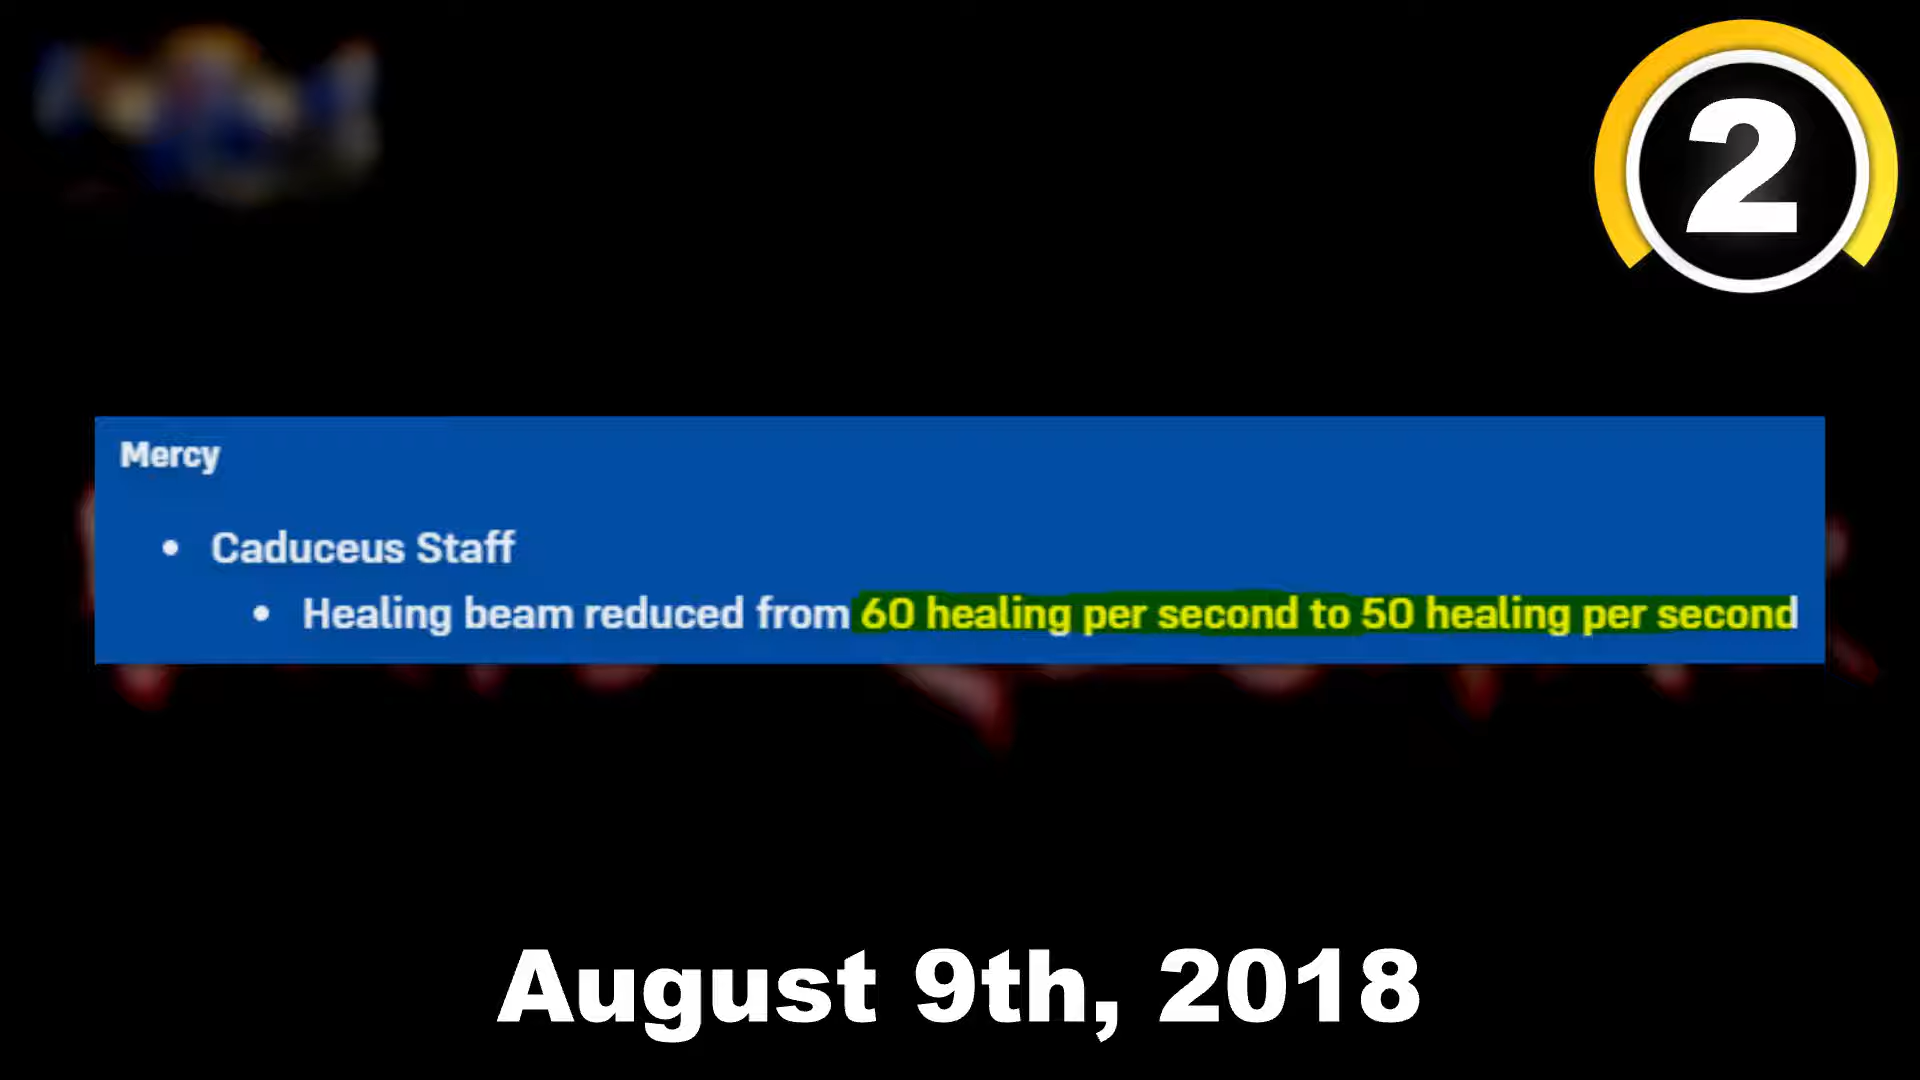 2
Mercy
• Caduceus Staff
• Healing beam reduced from 60 healing per second to 50 healing per second
August 9th, 2018